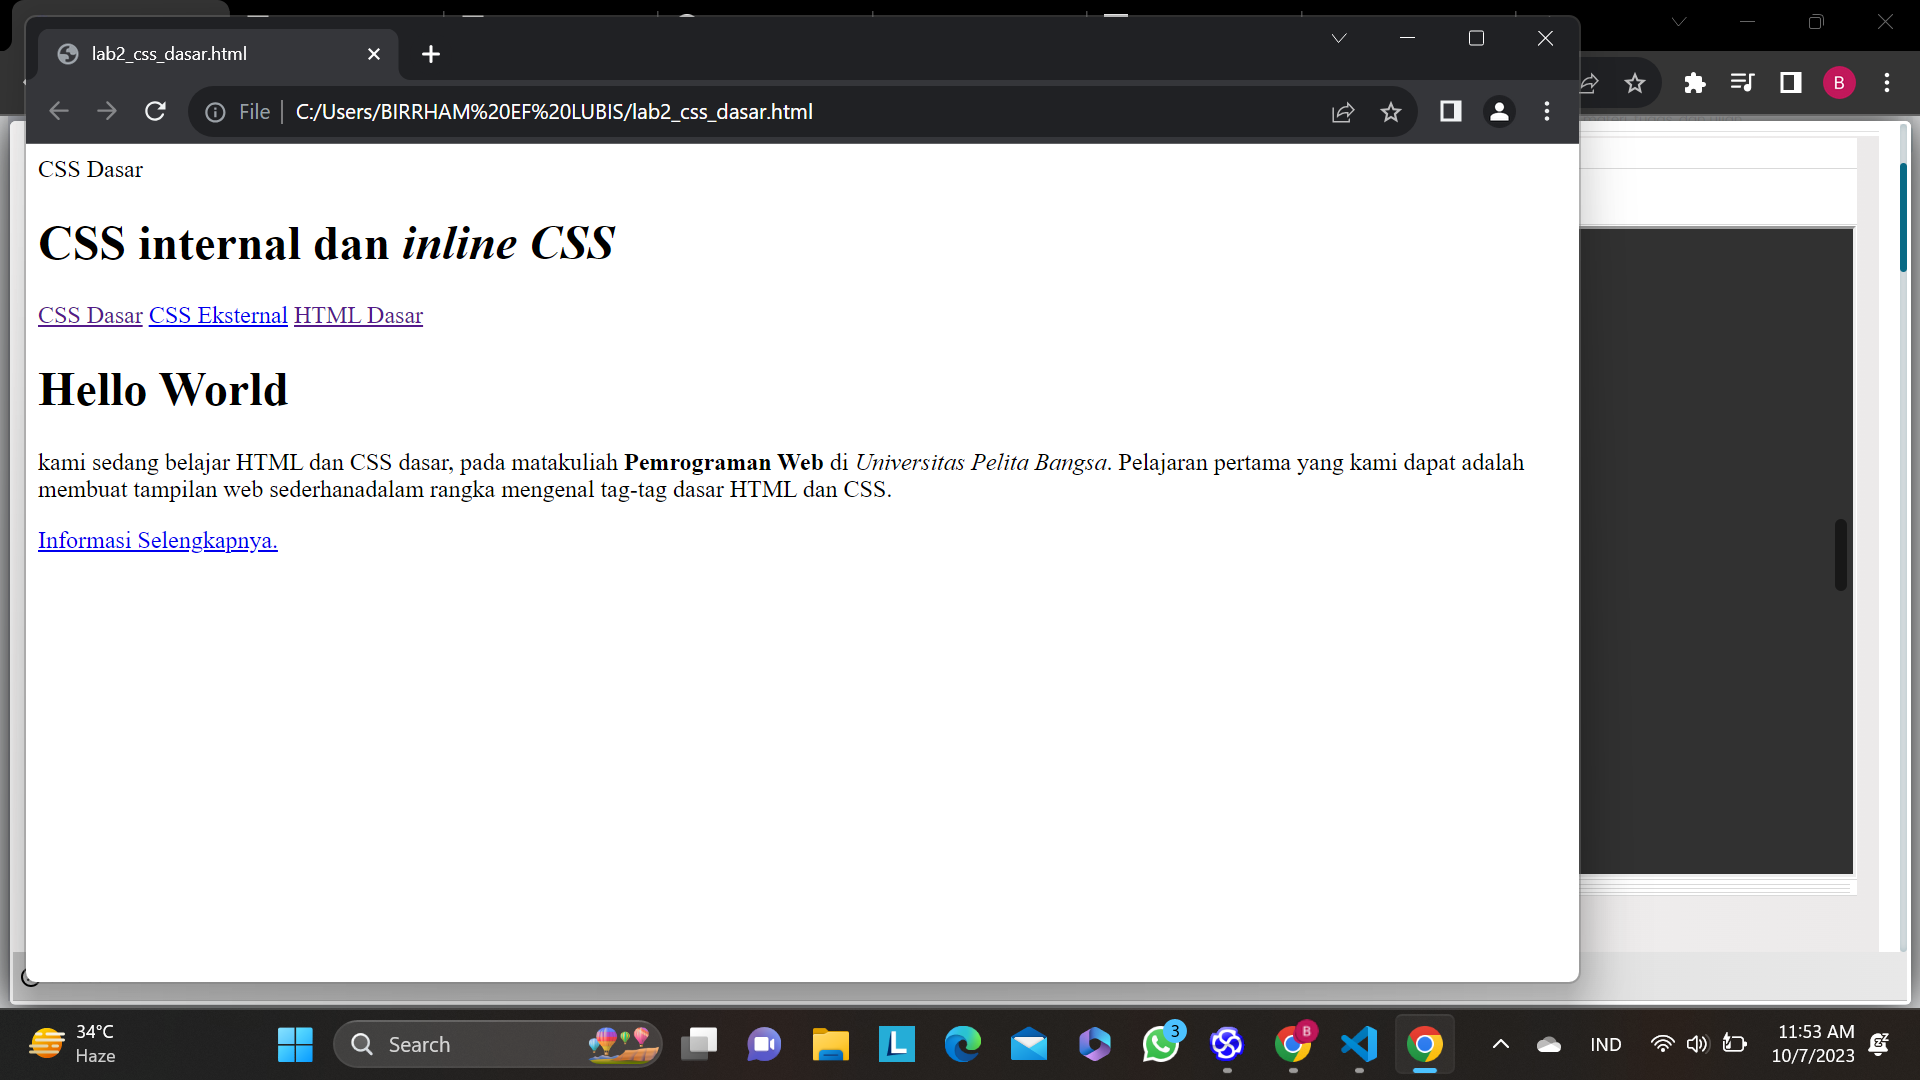 lab2_css_dasar.html
File
C:/Users/BIRRHAM%20EF%20LUBIS/lab2_css_dasar.html
B
CSS Dasar
CSS internal dan inline CSS
CSS Dasar CSS Eksternal HTML Dasar
Hello World
kami sedang belajar HTML dan CSS dasar, pada matakuliah Pemrograman Web di Universitas Pelita Bangsa. Pelajaran pertama yang kami dapat adalah
membuat tampilan web sederhanadalam rangka mengenal tag-tag dasar HTML dan CSS.
Informasi Selengkapnya.
34°C
Haze
Search
L
3
B
IND
11:53 AM
10/7/2023